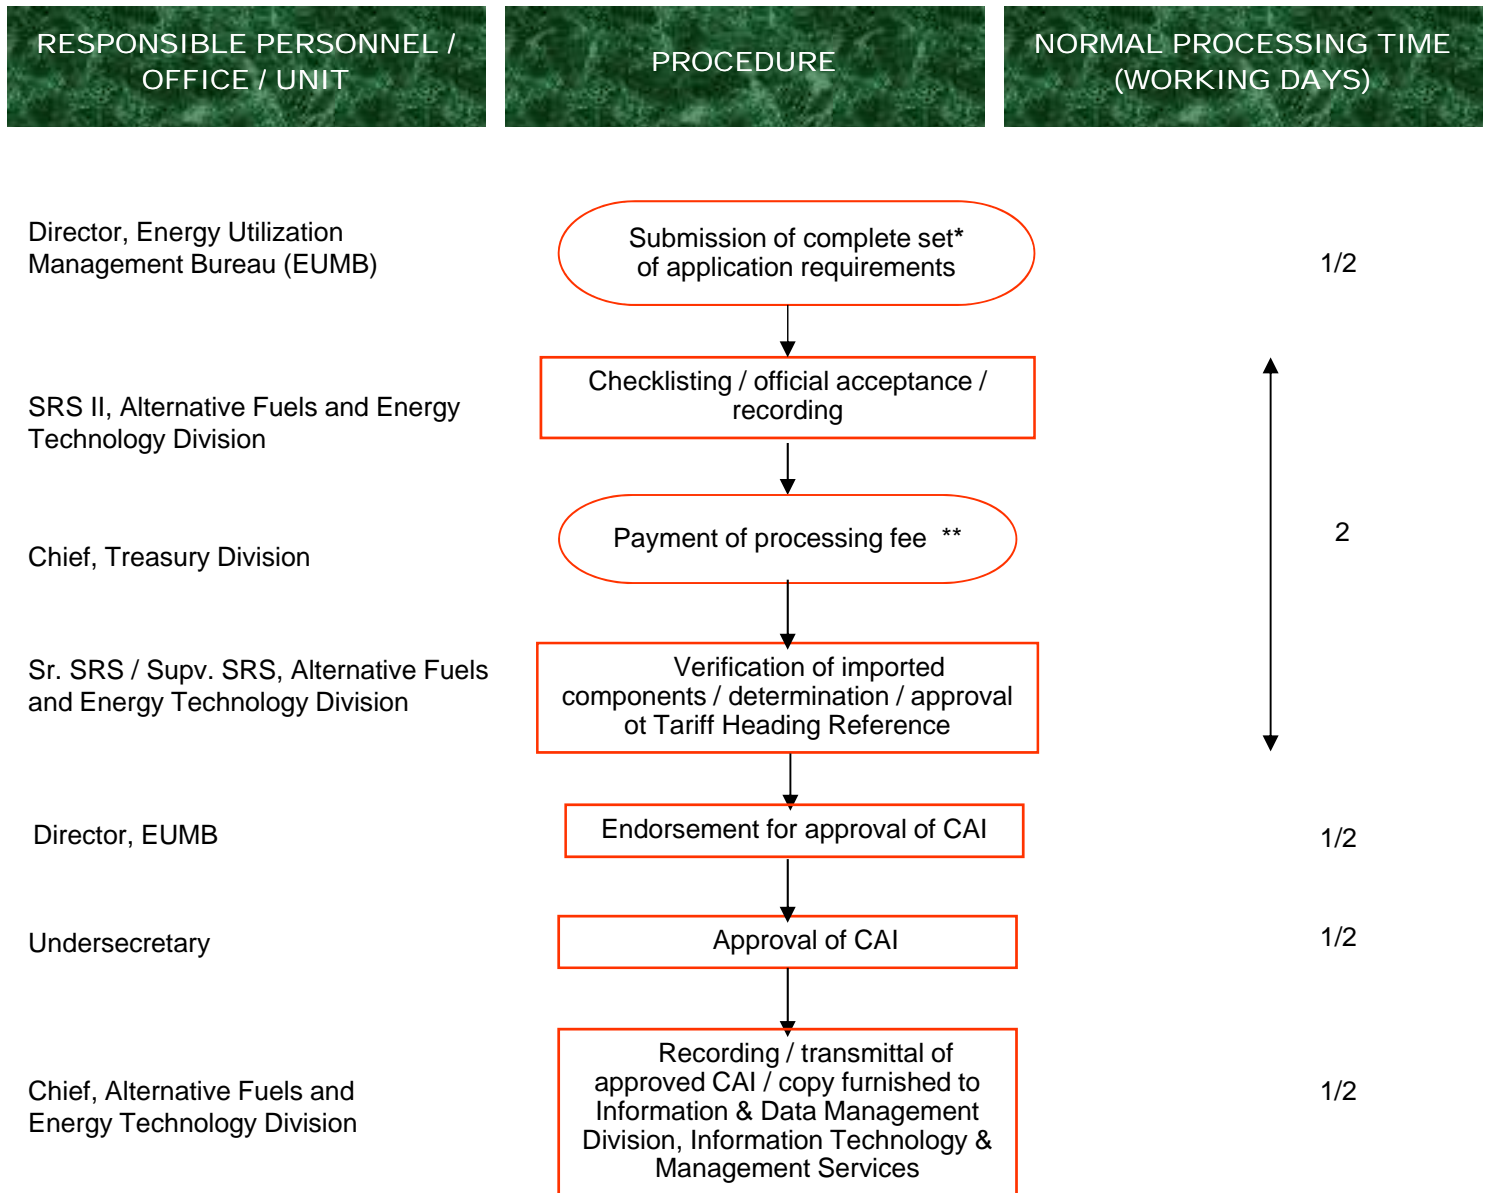 RESPONSIBLE PERSONNEL /
OFFICE / UNIT
PROCEDURE
NORMAL PROCESSING TIME
(WORKING DAYS)
Director, Energy Utilization
Management Bureau (EUMB)
Submission of complete set*
of application requirements
1/2
SRS II, Alternative Fuels and Energy
Technology Division
Checklisting / official acceptance /
recording
Chief, Treasury Division
Payment of processing fee **
2
Sr. SRS / Supv. SRS, Alternative Fuels
and Energy Technology Division
Verification of imported
components / determination / approval
ot Tariff Heading Reference
Director, EUMB
Endorsement for approval of CAI
1/2
Undersecretary
Approval of CAI
1/2
Chief, Alternative Fuels and
Energy Technology Division
Recording / transmittal of
approved CAI / copy furnished to
Information & Data Management
Division, Information Technology &
Management Services
1/2